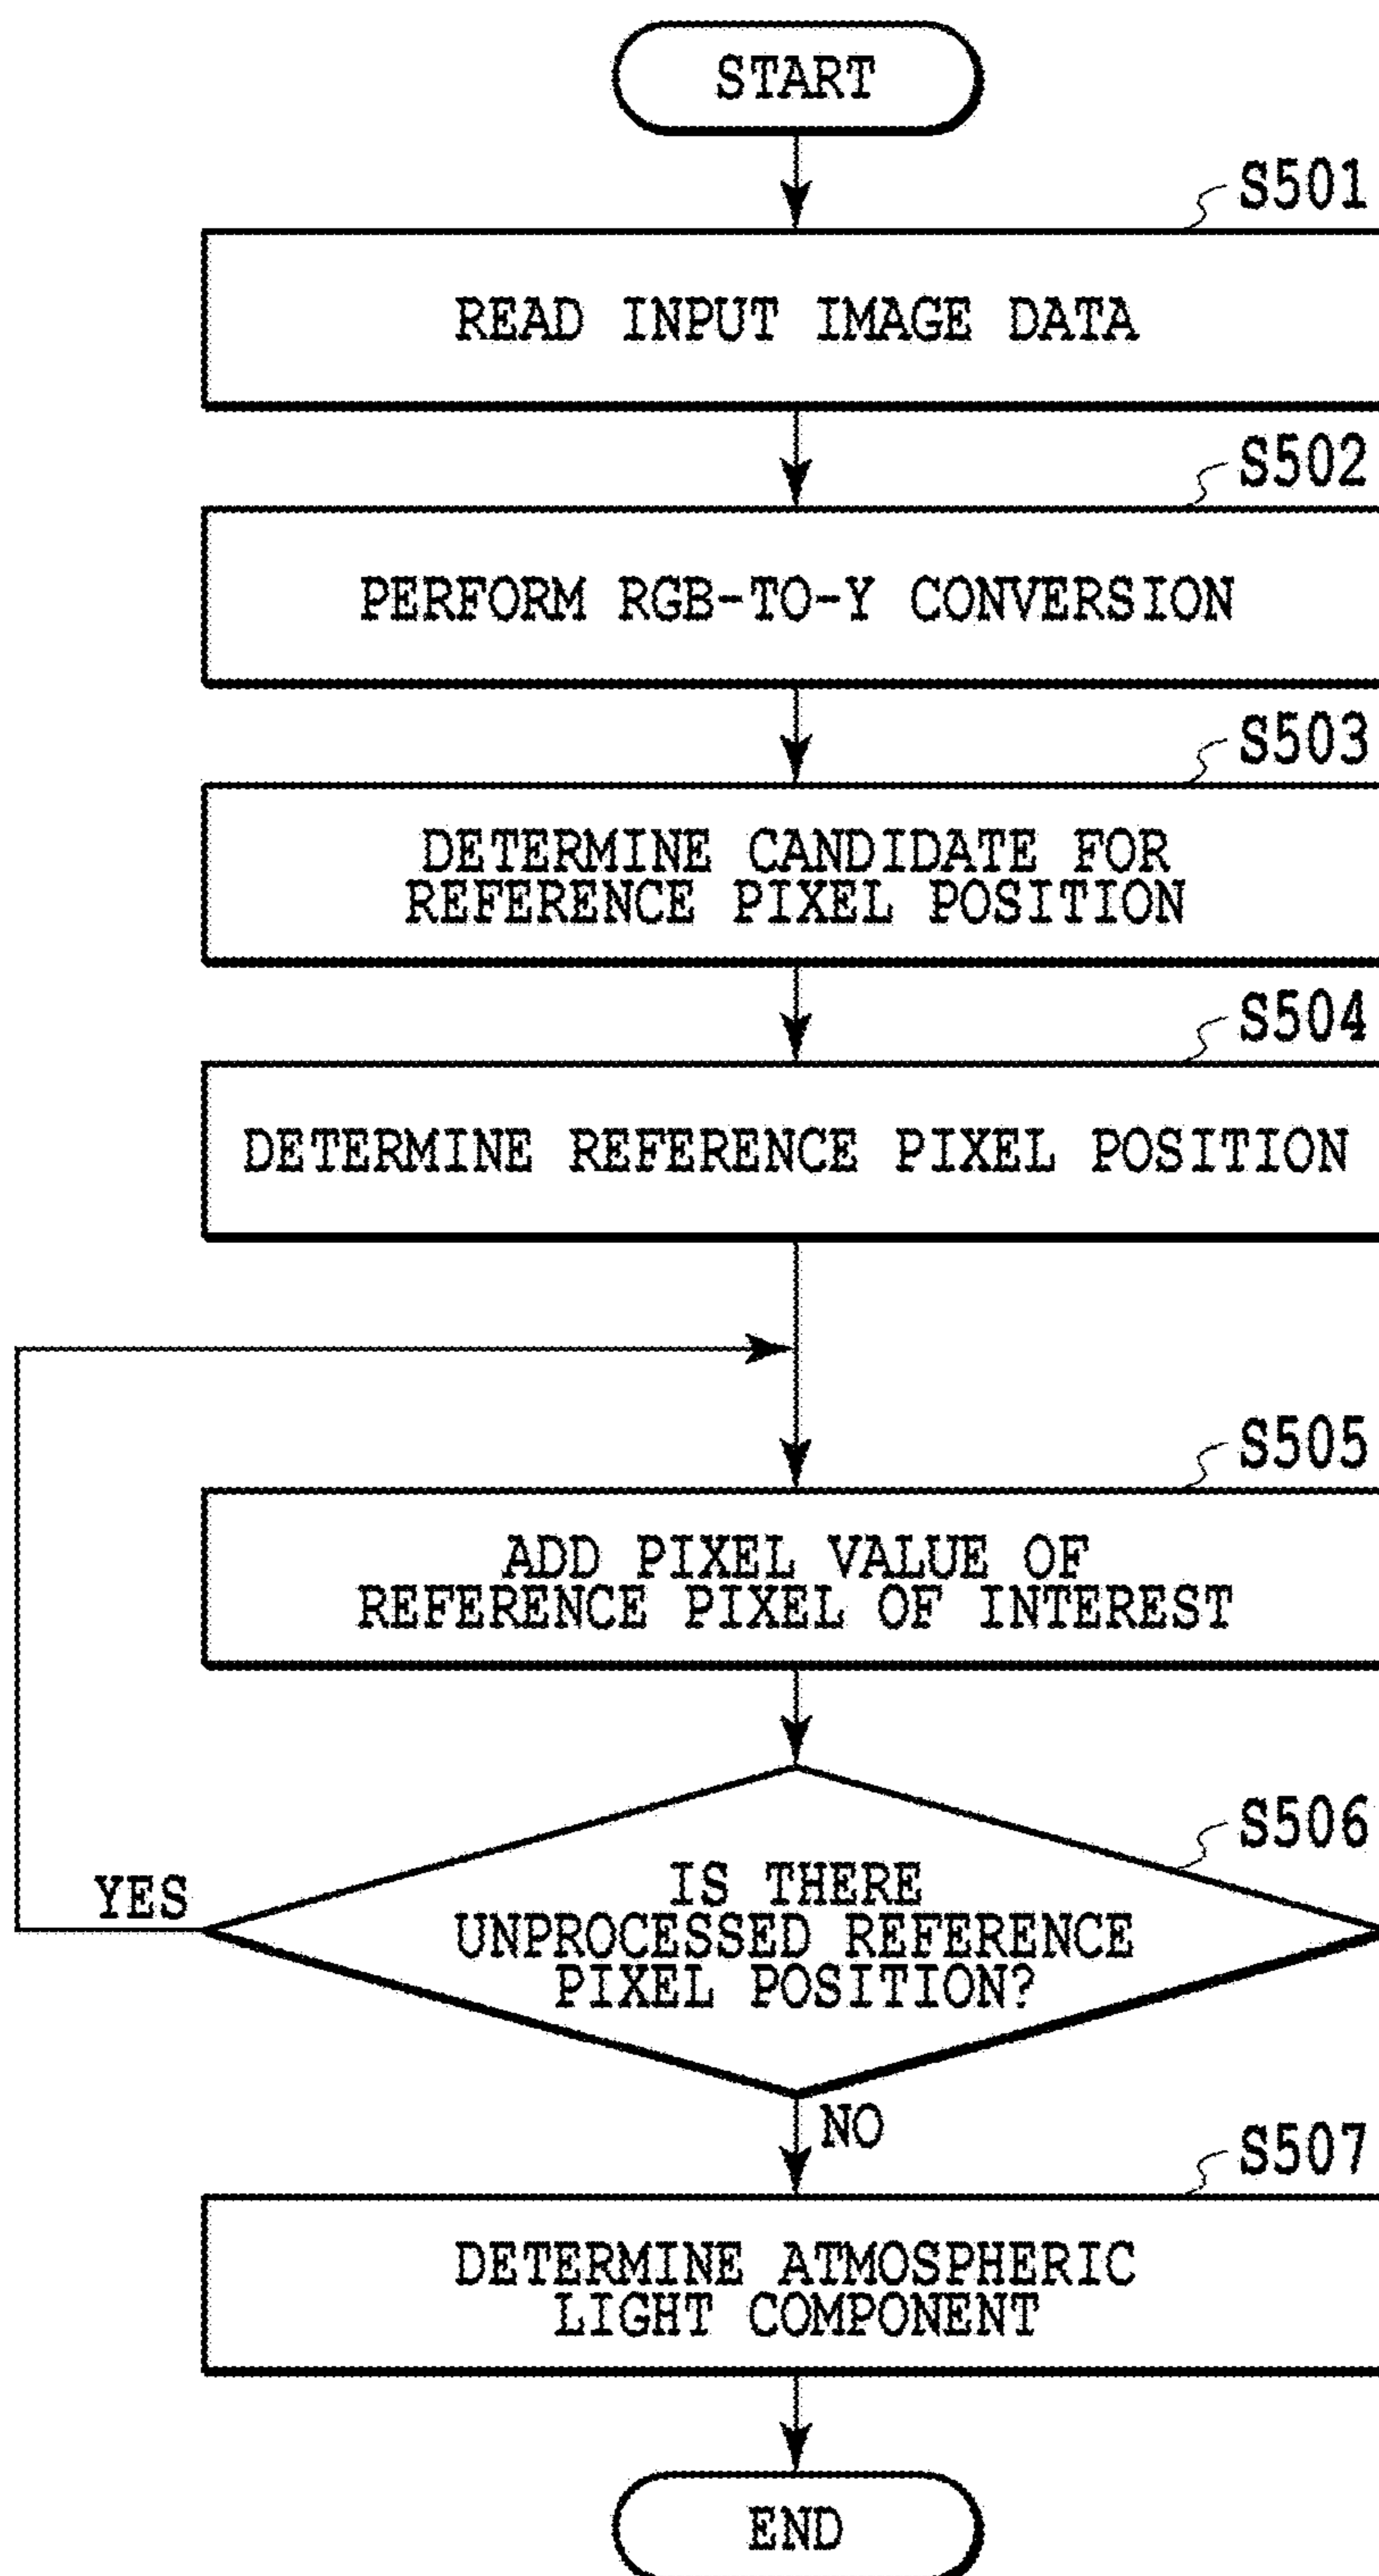 START
S501
READ INPUT IMAGE DATA
S502
PERFORM RGB-TO-Y CONVERSION
S503
DETERMINE CANDIDATE FOR
REFERENCE PIXEL POSITION
S504
DETERMINE REFERENCE PIXEL POSITION
S505
ADD PIXEL VALUE OF
REFERENCE PIXEL OF INTEREST
S506
IS THERE
YES
UNPROCESSED REFERENCE
PIXEL POSITION?
NO
S507
DETERMINE ATMOSPHERIC
LIGHT COMPONENT
END